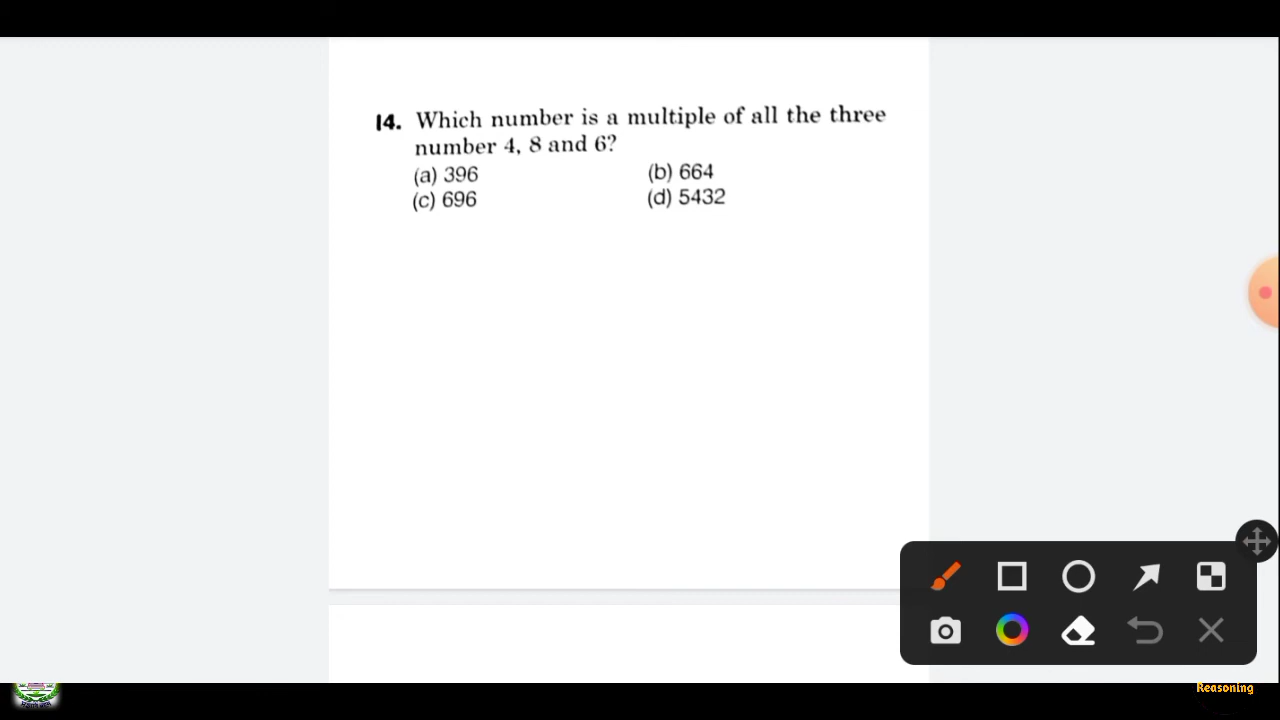 14. Which number is a multiple of all the three
number 4, 8 and 6?
(a) 396 (b) 664
(c) 696 (d) 5432
Reasoning